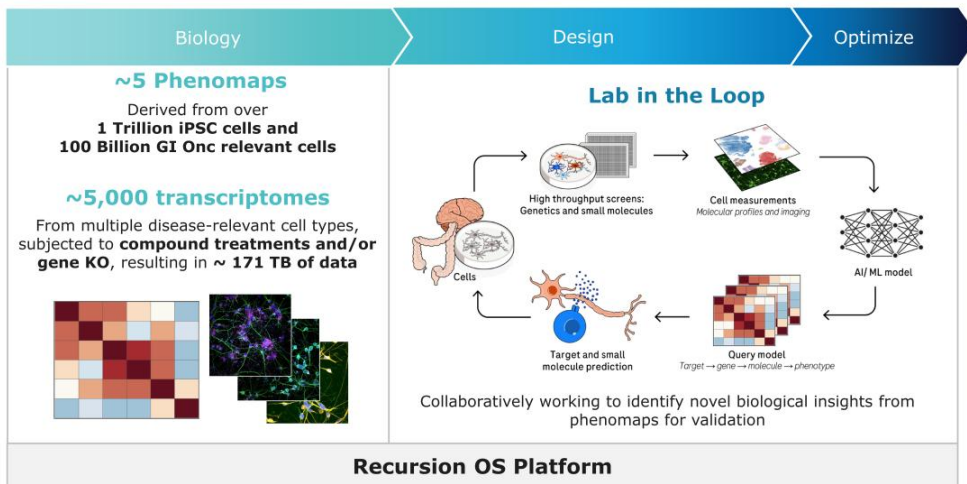 Biology
Design
Optimize
~5 Phenomaps
Derived from over
1 Trillion iPSC cells and
100 Billion GI Onc relevant cells
~5,000 transcriptomes
From multiple disease-relevant cell types,
subjected to compound treatments and/or
gene KO, resulting in ~ 171 TB of data
Lab in the Loop
High throughput screens:
Genetics and small molecules
Cell measurements
Molecular profiles and imaging
Cells
AI/ ML model
Target and small
molecule prediction
Query model
Target → gene → molecule → phenotype
Collaboratively working to identify novel biological insights from
phenomaps for validation
Recursion OS Platform